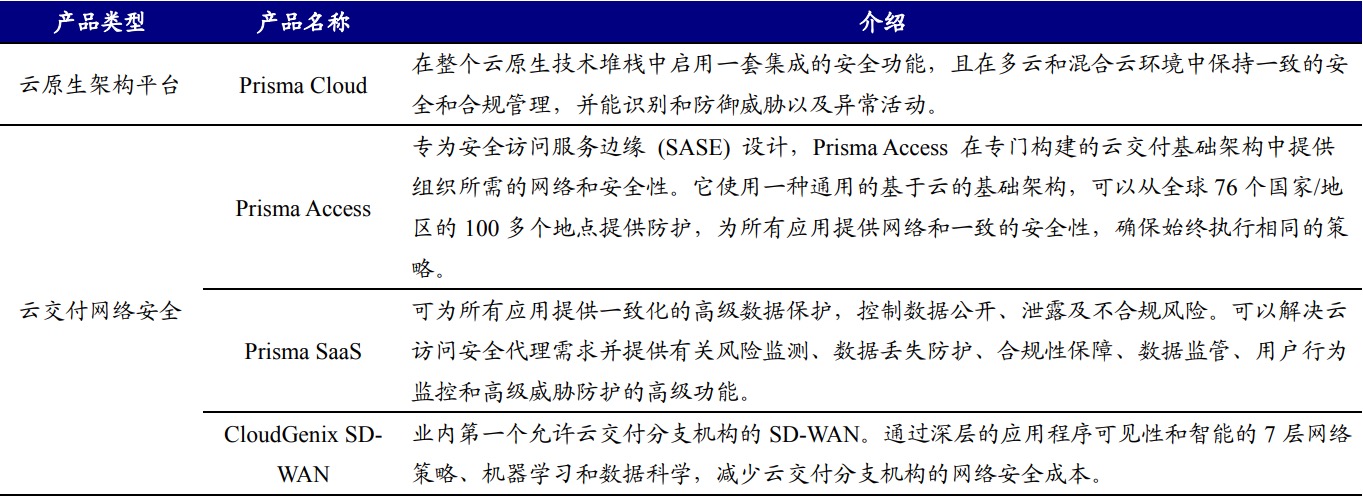 产品类型 产品名称 介绍
云原生架构平台 Prisma Cloud 在整个云原生技术堆栈中启用一套集成的安全功能，且在多云和混合云环境中保持一致的安
全和合规管理，并能识别和防御威胁以及异常活动。
云交付网络安全
Prisma Access
专为安全访问服务边缘 (SASE) 设计，Prisma Access 在专门构建的云交付基础架构中提供
组织所需的网络和安全性。它使用一种通用的基于云的基础架构，可以从全球 76 个国家/地
区的 100 多个地点提供防护，为所有应用提供网络和一致的安全性，确保始终执行相同的策
略。
Prisma SaaS
可为所有应用提供一致化的高级数据保护，控制数据公开、泄露及不合规风险。可以解决云
访问安全代理需求并提供有关风险监测、数据丢失防护、合规性保障、数据监管、用户行为
监控和高级威胁防护的高级功能。
CloudGenix SD-
WAN
业内第一个允许云交付分支机构的 SD-WAN。通过深层的应用程序可见性和智能的 7 层网络
策略、机器学习和数据科学，减少云交付分支机构的网络安全成本。